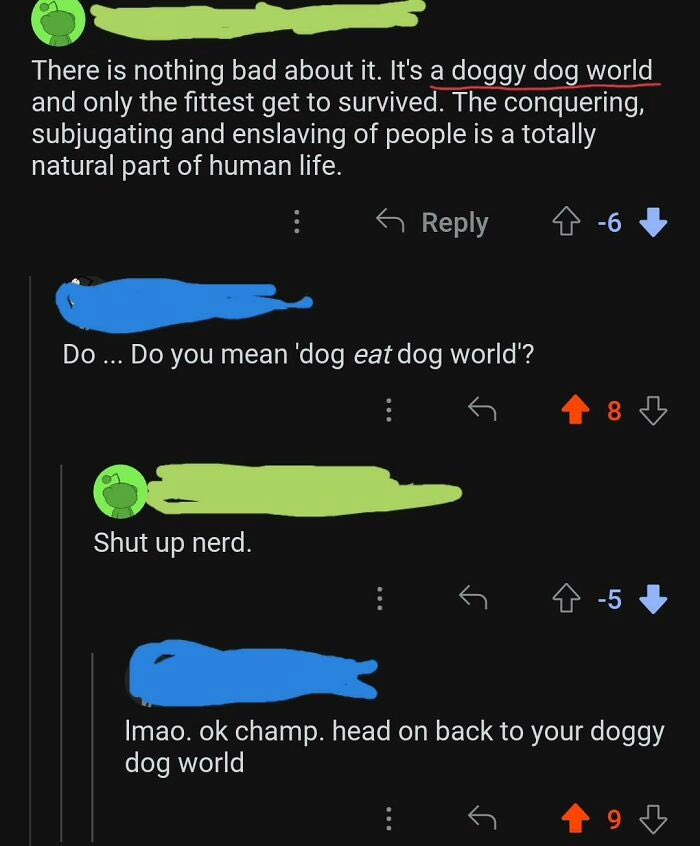 There is nothing bad about it. It's a doggy dog world
and only the fittest get to survived. The conquering,
subjugating and enslaving of people is a totally
natural part of human life.
Reply
-6
Do ... Do you mean 'dog eat dog world'?
8
Shut up nerd.
-5
lmao. ok champ. head on back to your doggy
dog world
9